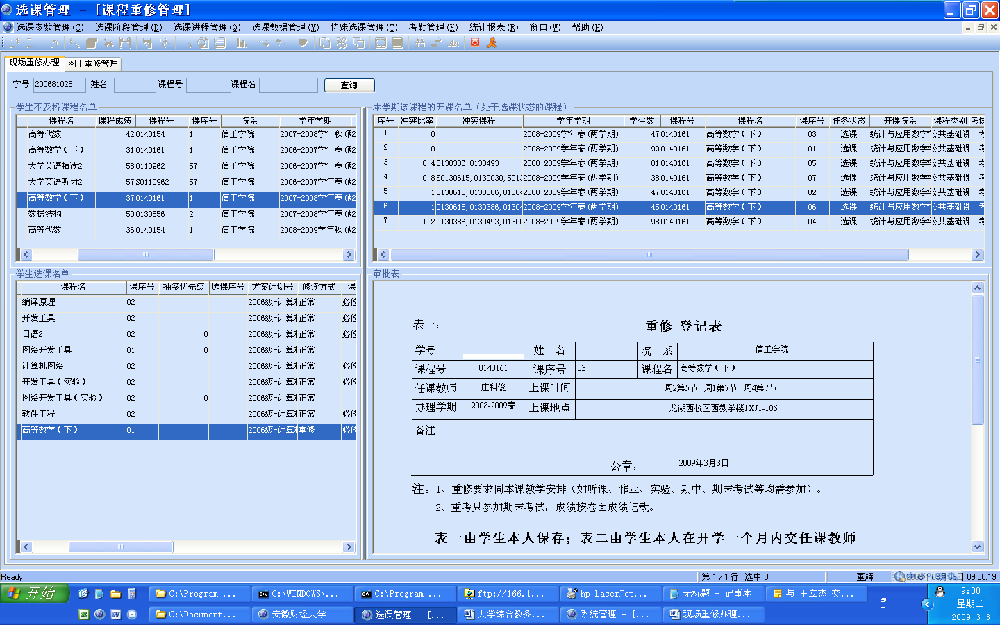 选课管理 - [课程重修管理]
选课参数管理(C) 选课阶段管理(D) 选课进程管理(Q) 选课数据管理(M) 特殊选课管理(T) 考勤管理(K) 统计报表(R) 窗口(W) 帮助(H)
现场重修办理 网上重修管理
学号 200681028 姓名 课程号 课程名 查询
学生不及格课程名单
课程名 课程成绩 课程号 课序号 院系 学年学期
高等代数 42 0140154 1 信工学院 2007-2008学年秋(两2
高等数学(下) 31 0140161 1 信工学院 2006-2007学年春(两2
大学英语精读2 58 0110962 57 信工学院 2006-2007学年春(两2
大学英语听力2 57 S0110962 57 信工学院 2006-2007学年春(两2
高等数学(下) 37 0140161 1 信工学院 2007-2008学年春(两2
数据结构 50 0130556 2 信工学院 2007-2008学年春(两2
高等代数 36 0140154 1 信工学院 2008-2009学年秋(两2
本学期该课程的开课名单(处于选课状态的课程)
序号 冲突比率 冲突课程 学年学期 学生数 课程号 课程名 课序号 任务状态 开课院系 课程类别 考试
1 0 2008-2009学年春(两学期) 47 0140161 高等数学(下) 03 选课 统计与应用数学 公共基础课 考
2 0 2008-2009学年春(两学期) 99 0140161 高等数学(下) 01 选课 统计与应用数学 公共基础课 考
3 0.4 0130386,0130493 2008-2009学年春(两学期) 81 0140161 高等数学(下) 05 选课 统计与应用数学 公共基础课 考
4 0.8 S0130615,0130030,S013 2008-2009学年春(两学期) 38 0140161 高等数学(下) 07 选课 统计与应用数学 公共基础课 考
5 1 0130615,0130386,01304 2008-2009学年春(两学期) 47 0140161 高等数学(下) 02 选课 统计与应用数学 公共基础课 考
6 1 0130615,0130386,01304 2008-2009学年春(两学期) 45 0140161 高等数学(下) 06 选课 统计与应用数学 公共基础课 考
7 1.2 0130386,0130493,01300 2008-2009学年春(两学期) 98 0140161 高等数学(下) 04 选课 统计与应用数学 公共基础课 考
学生选课名单
课程名 课序号 抽签优先级 选课序号 方案计划号 修读方式 课
编译原理 02 2006级-计算机 正常 必修
开发工具 02 2006级-计算机 正常 必修
日语2 02 0 2006级-计算机 正常 必修
网络开发工具 01 0 2006级-计算机 正常
计算机网络 02 2006级-计算机 正常 必修
开发工具(实验) 02 2006级-计算机 正常 必修
网络开发工具(实验) 02 0 2006级-计算机 正常
软件工程 02 2006级-计算机 正常 必修
高等数学(下) 01 2006级-计算机 重修 必修
审批表
表一: 重修 登记表
学号 姓 名 院 系 信工学院
课程号 0140161 课序号 03 课程名 高等数学(下)
任课教师 庄科俊 上课时间 周2第5节 周1第7节 周4第7节
办理学期 2008-2009春 上课地点 龙湖西校区西教学楼1XJ1-106
备注
公章: 2009年3月3日
注:1、重修要求同本课教学安排(如听课、作业、实验、期中、期末考试等均需参加)。
2、重考只参加期末考试,成绩按卷面成绩记载。
表一由学生本人保存;表二由学生本人在开学一个月内交任课教师
Ready 第 1 / 1 行 [选中 0] 董辉 09:00:19
开始 C:\Program ... C:\WINDOWS\... C:\Program ... ftp://166.1... hp LaserJet... 无标题 - 记事本 与 王立杰 交... 9:00
星期二
C:\Document... 安徽财经大学 选课管理 - [... 大学综合教务... 系统管理 - [... 现场重修办理... 2009-3-3